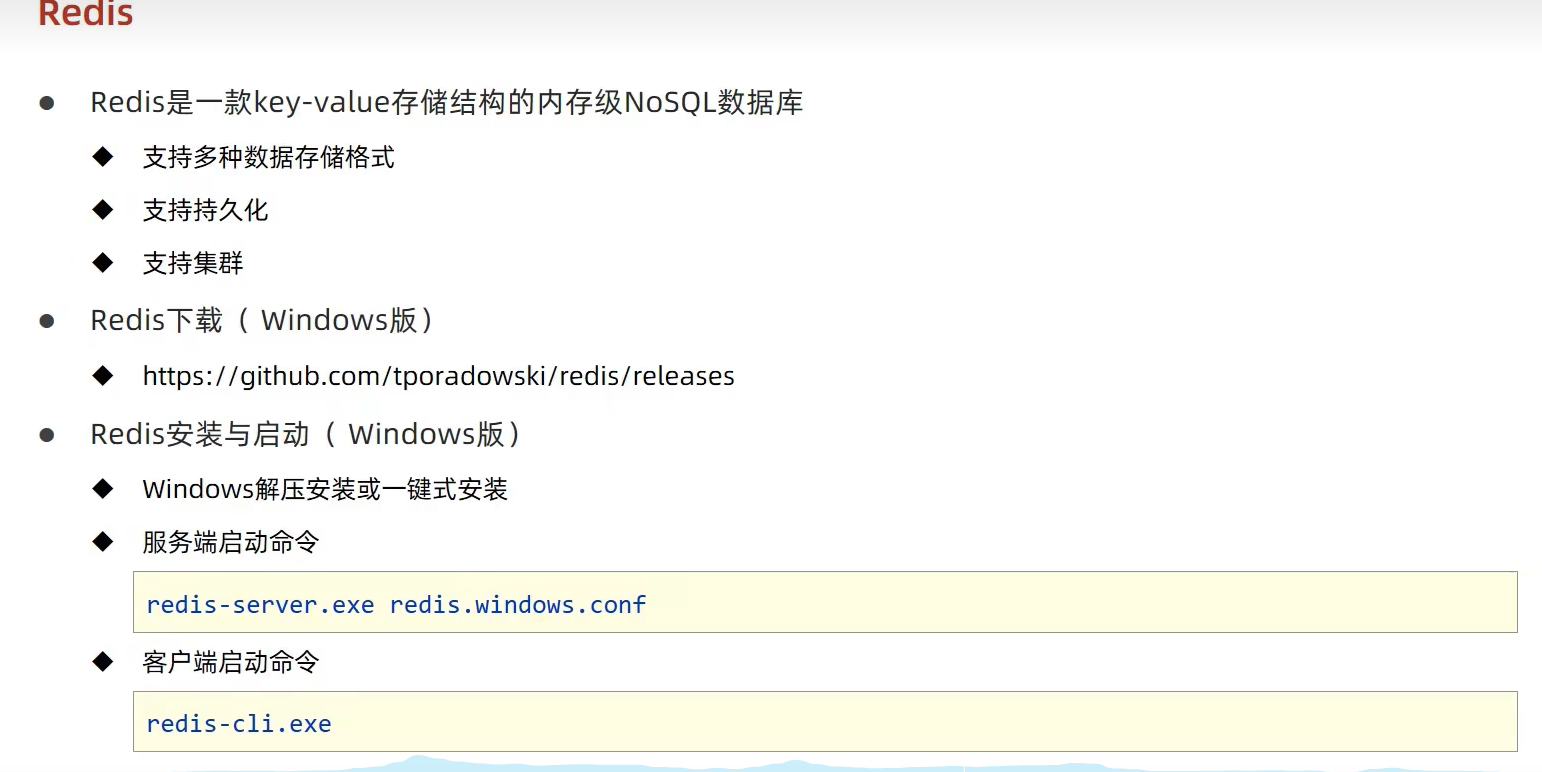 Redis
Redis是一款key-value存储结构的内存级NoSQL数据库
支持多种数据存储格式
支持持久化
支持集群
Redis下载（ Windows版）
https://github.com/tporadowski/redis/releases
Redis安装与启动（ Windows版）
Windows解压安装或一键式安装
服务端启动命令
redis-server.exe redis.windows.conf
客户端启动命令
redis-cli.exe